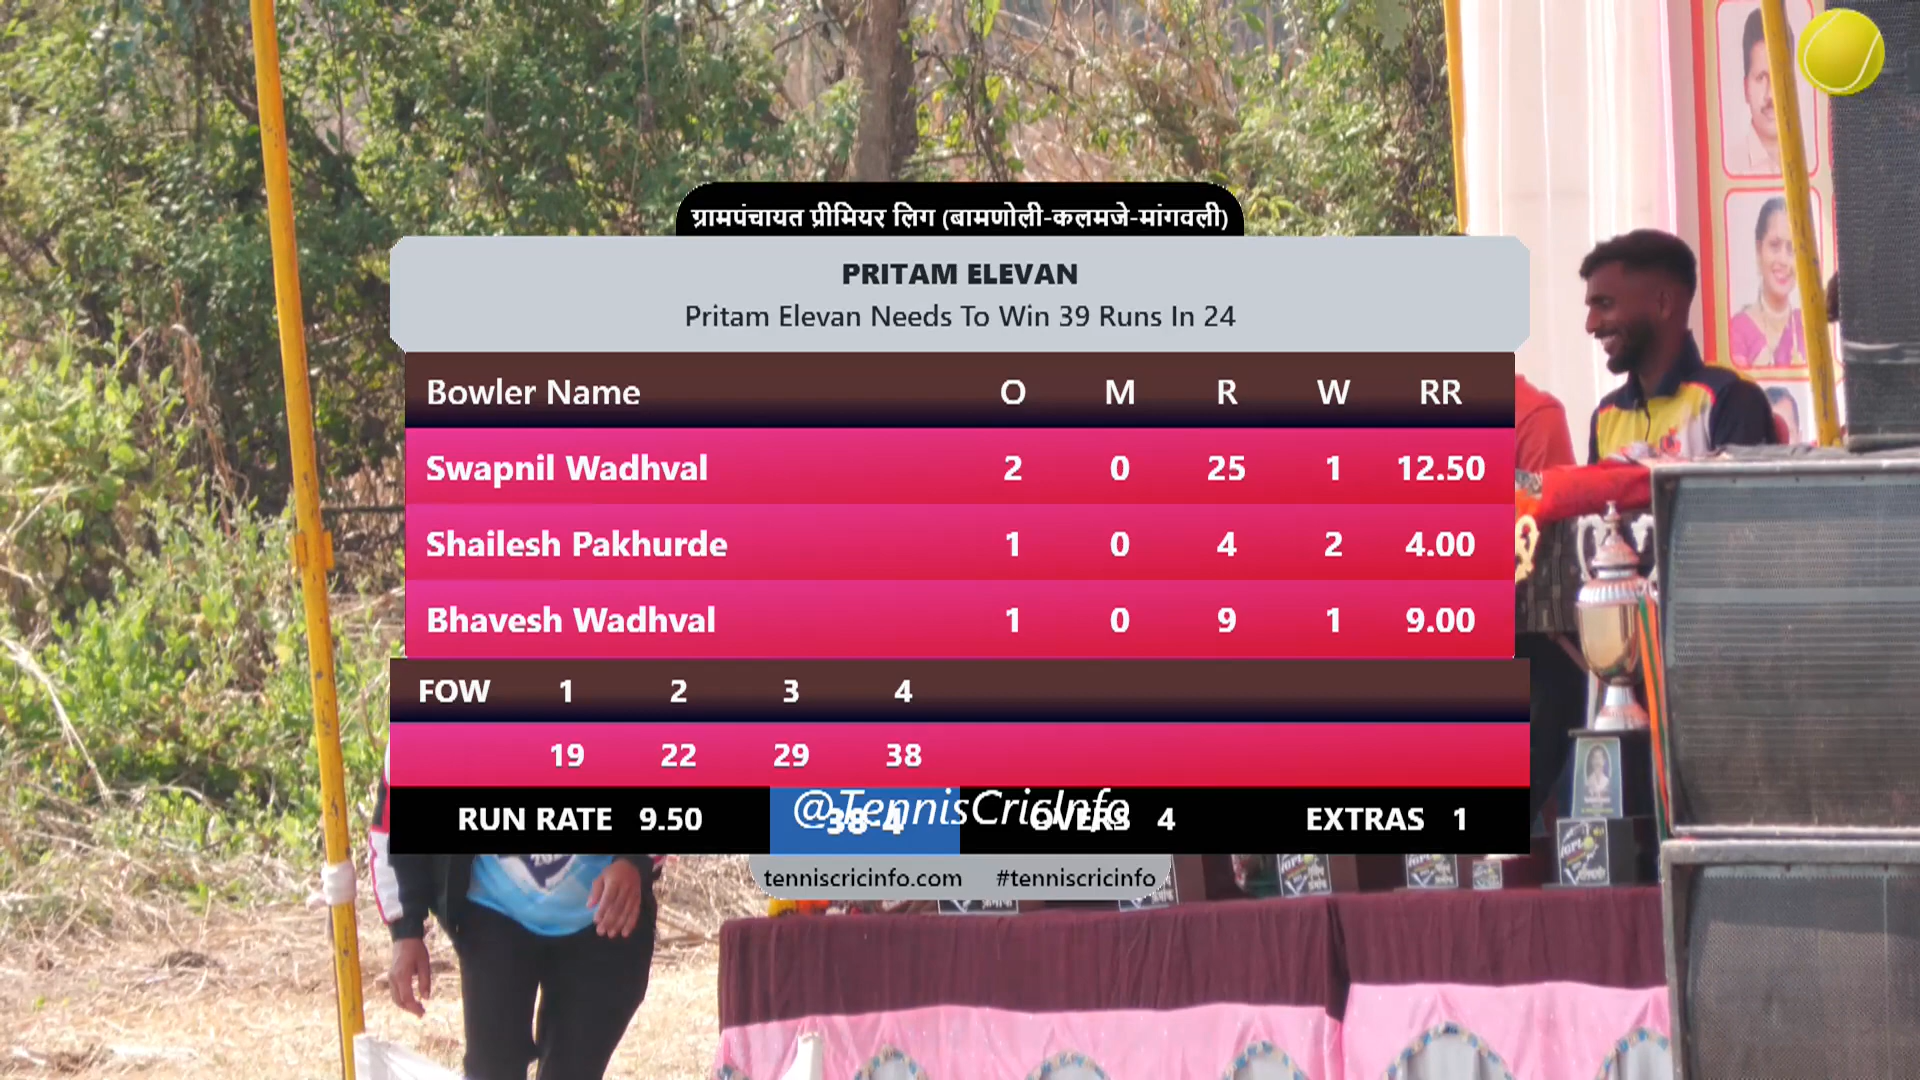 ग्रामपंचायत प्रीमियर लिग (बामणोली-कलमजे-मांगवली)
PRITAM ELEVAN
Pritam Elevan Needs To Win 39 Runs In 24
Bowler Name O M R W RR
Swapnil Wadhval 2 0 25 1 12.50
Shailesh Pakhurde 1 0 4 2 4.00
Bhavesh Wadhval 1 0 9 1 9.00
FOW 1 2 3 4
19 22 29 38
@TennisCricInfo
RUN RATE 9.50 38-4 OVERS 4 EXTRAS 1
tenniscricinfo.com #tenniscricinfo